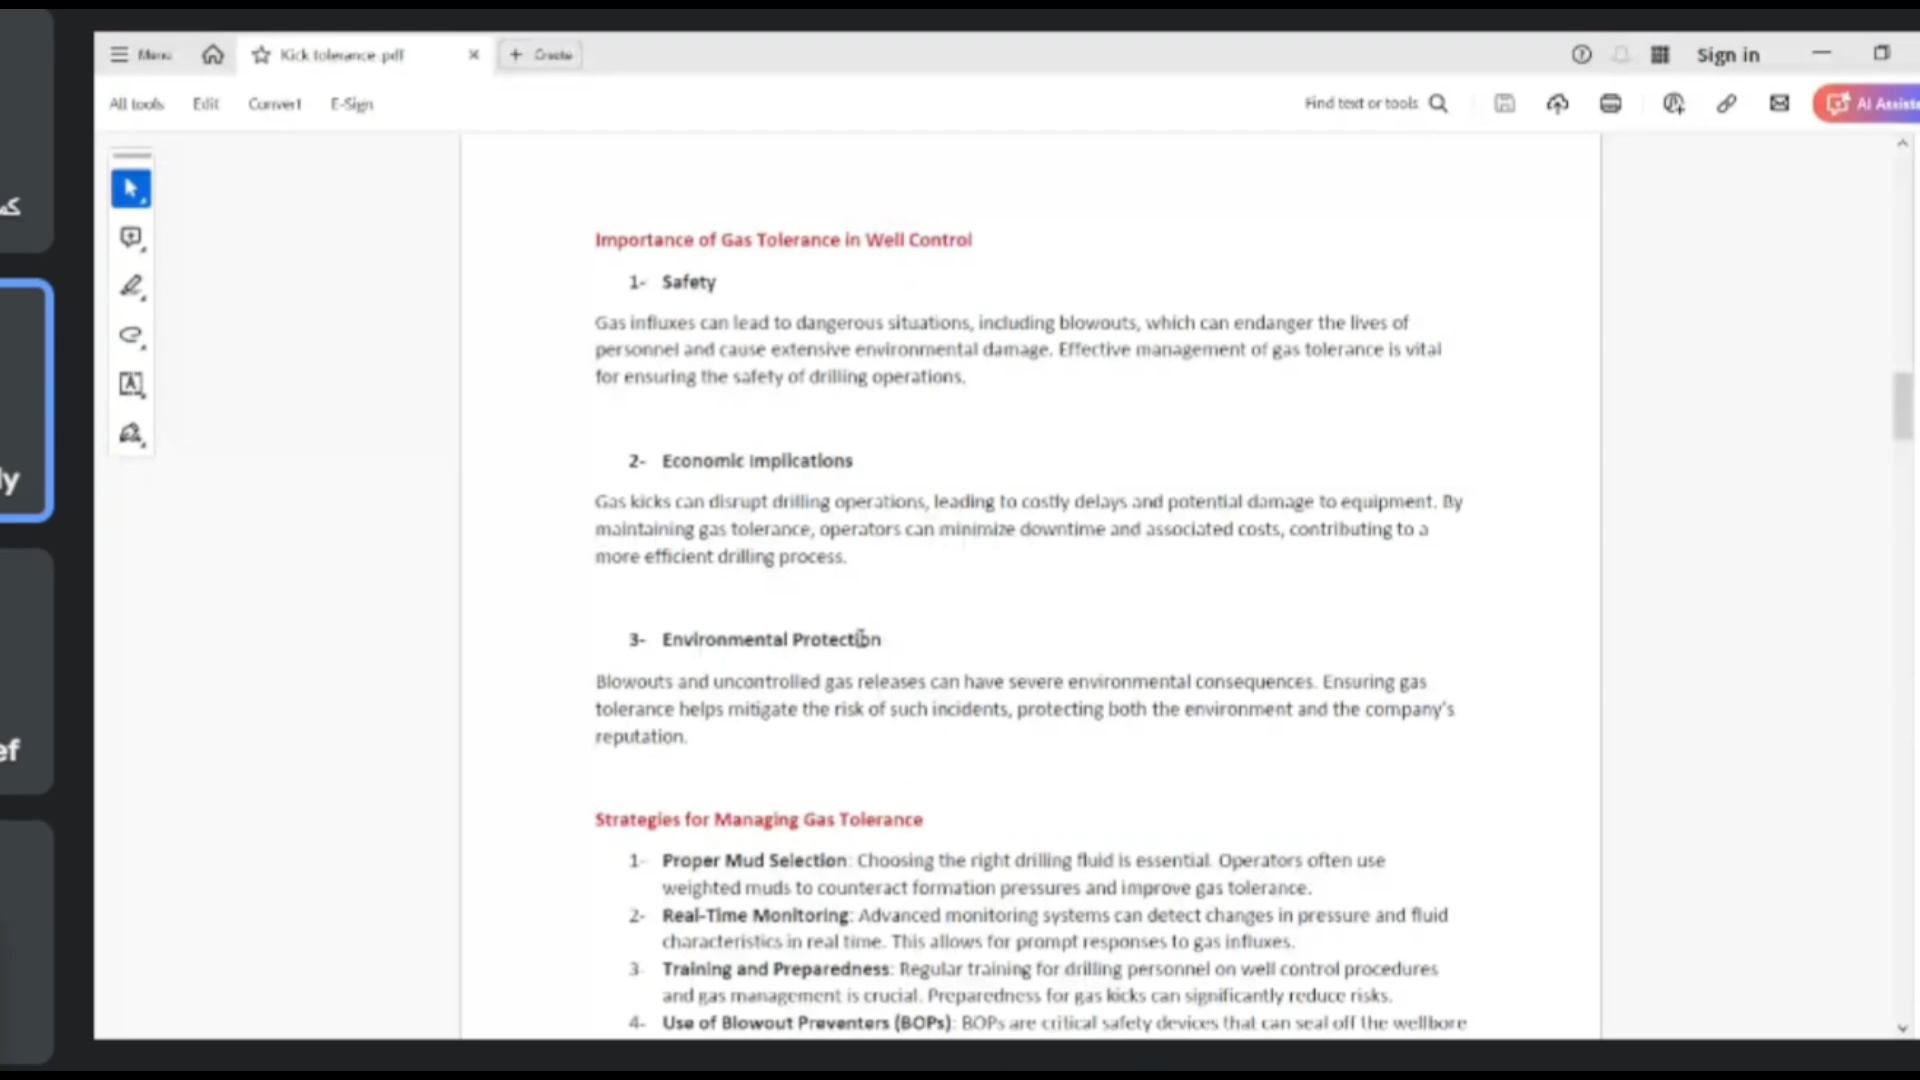 Menu
Kick tolerance .pdf
Create
Sign in
All tools
Edit
Convert
E-Sign
Find text or tools
AI Assist
Importance of Gas Tolerance in Well Control
1- Safety
Gas influxes can lead to dangerous situations, including blowouts, which can endanger the lives of
personnel and cause extensive environmental damage. Effective management of gas tolerance is vital
for ensuring the safety of drilling operations.
2- Economic Implications
Gas kicks can disrupt drilling operations, leading to costly delays and potential damage to equipment. By
maintaining gas tolerance, operators can minimize downtime and associated costs, contributing to a
more efficient drilling process.
3- Environmental Protection
Blowouts and uncontrolled gas releases can have severe environmental consequences. Ensuring gas
tolerance helps mitigate the risk of such incidents, protecting both the environment and the company's
reputation.
Strategies for Managing Gas Tolerance
1- Proper Mud Selection: Choosing the right drilling fluid is essential. Operators often use
weighted muds to counteract formation pressures and improve gas tolerance.
2- Real-Time Monitoring: Advanced monitoring systems can detect changes in pressure and fluid
characteristics in real time. This allows for prompt responses to gas influxes.
3- Training and Preparedness: Regular training for drilling personnel on well control procedures
and gas management is crucial. Preparedness for gas kicks can significantly reduce risks.
4- Use of Blowout Preventers (BOPs): BOPs are critical safety devices that can seal off the wellbore
ly
ef